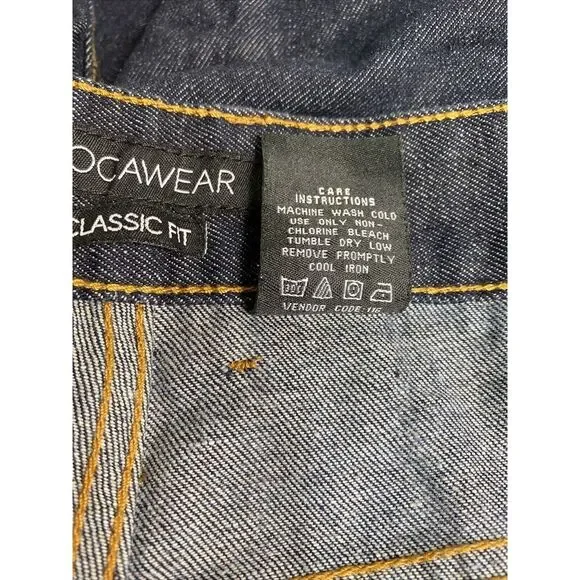 OCAWEAR
CLASSIC FIT
CARE
INSTRUCTIONS
MACHINE WASH COLD
USE ONLY NON-
CHLORINE BLEACH
TUMBLE DRY LOW
REMOVE PROMPTLY
COOL IRON
VENDOR CODE